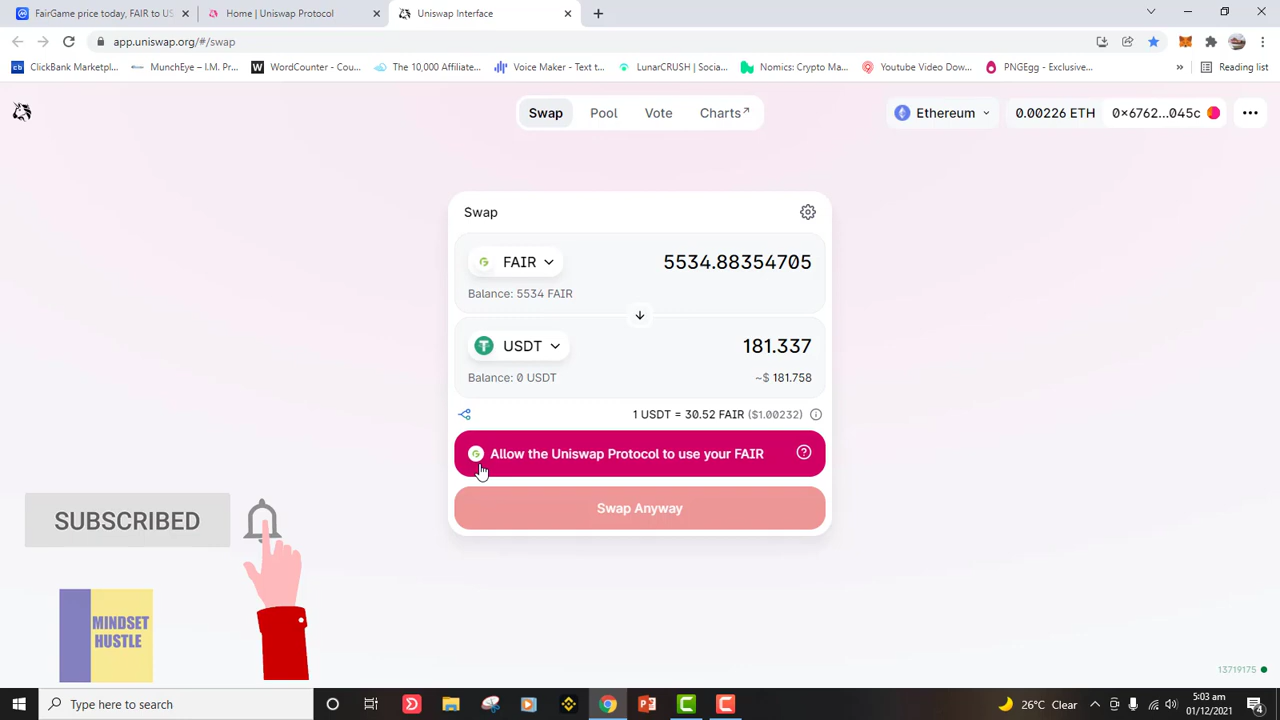 FairGame price today, FAIR to US
Home | Uniswap Protocol
Uniswap Interface
app.uniswap.org/#/swap
ClickBank Marketpl...
MunchEye – I.M. Pr...
WordCounter - Cou...
The 10,000 Affiliate...
Voice Maker - Text t...
LunarCRUSH | Socia...
Nomics: Crypto Ma...
Youtube Video Dow...
PNGEgg - Exclusive...
»
Reading list
Swap
Pool
Vote
Charts↗
Ethereum
0.00226 ETH
0x6762...045c
Swap
FAIR
5534.88354705
Balance: 5534 FAIR
USDT
181.337
Balance: 0 USDT
~$ 181.758
1 USDT = 30.52 FAIR ($1.00232)
Allow the Uniswap Protocol to use your FAIR
Swap Anyway
SUBSCRIBED
MINDSET
HUSTLE
13719175
Type here to search
26°C Clear
5:03 am
01/12/2021